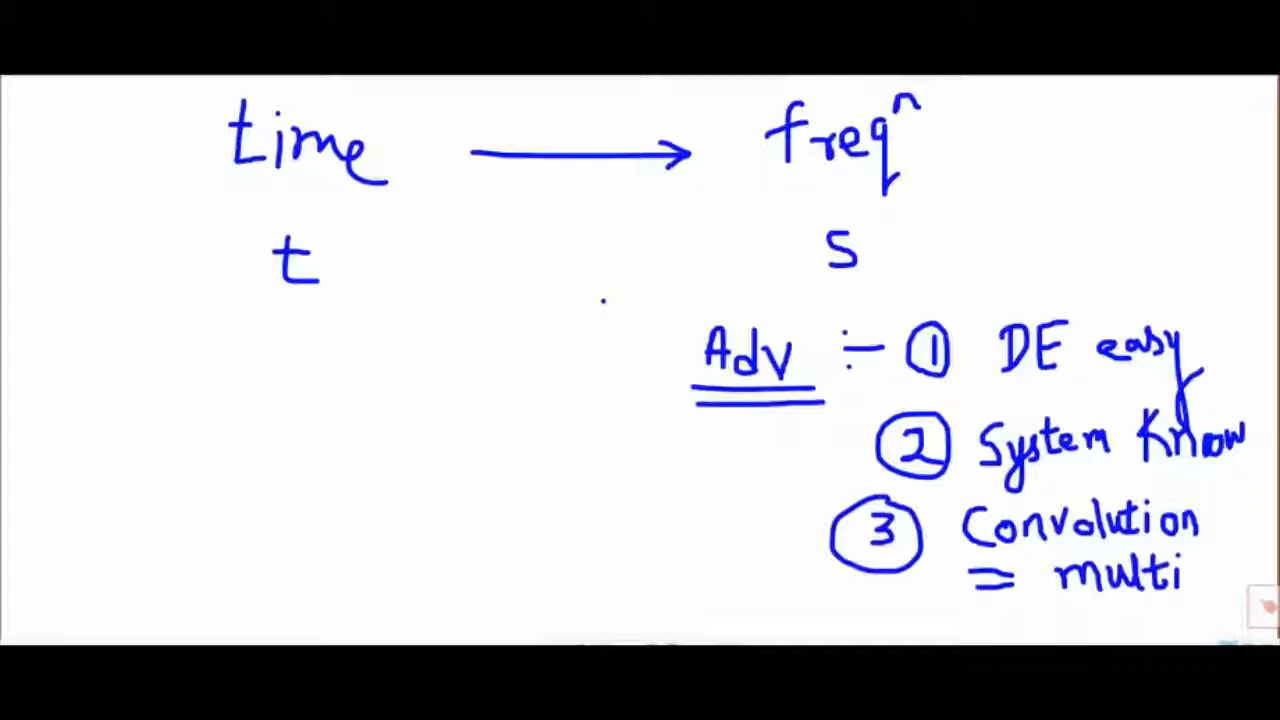 time → freqⁿ
t s
Adv :- ① DE easy
② System Know
③ Convolution
= multi